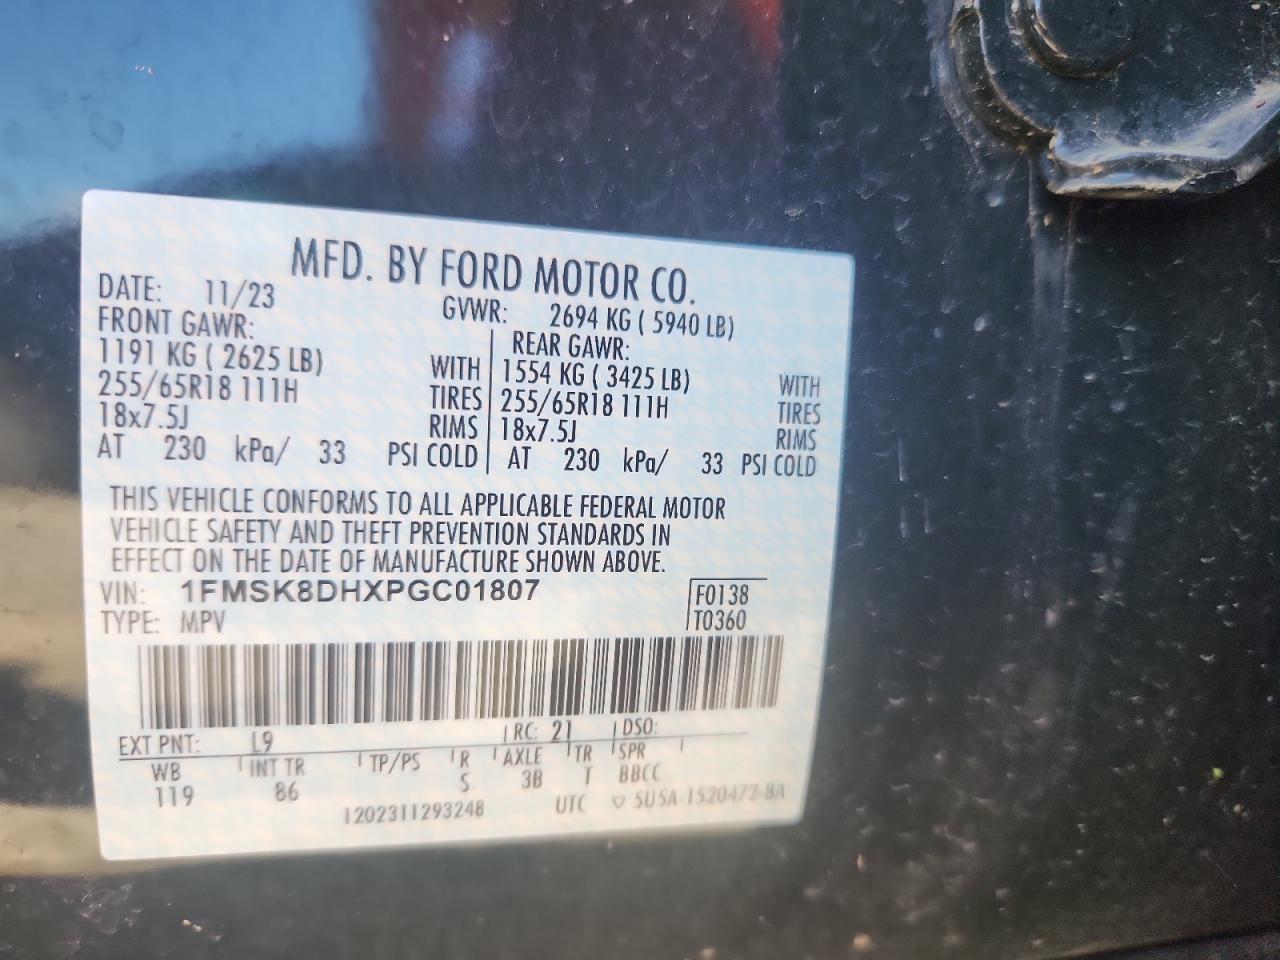 MFD. BY FORD MOTOR CO.
DATE: 11/23 GVWR: 2694 KG ( 5940 LB)
FRONT GAWR: REAR GAWR:
1191 KG ( 2625 LB) WITH 1554 KG ( 3425 LB) WITH
255/65R18 111H TIRES 255/65R18 111H TIRES
18x7.5J RIMS 18x7.5J RIMS
AT 230 kPa/ 33 PSI COLD AT 230 kPa/ 33 PSI COLD
THIS VEHICLE CONFORMS TO ALL APPLICABLE FEDERAL MOTOR
VEHICLE SAFETY AND THEFT PREVENTION STANDARDS IN
EFFECT ON THE DATE OF MANUFACTURE SHOWN ABOVE.
VIN: 1FMSK8DHXPGC01807 F0138
TYPE: MPV T0360
EXT PNT: L9 RC: 21 DSO:
WB INT TR TP/PS R AXLE TR SPR
119 86 S 3B T BBCC
1202311293248 UTC ▽ SU5A-1520472-BA